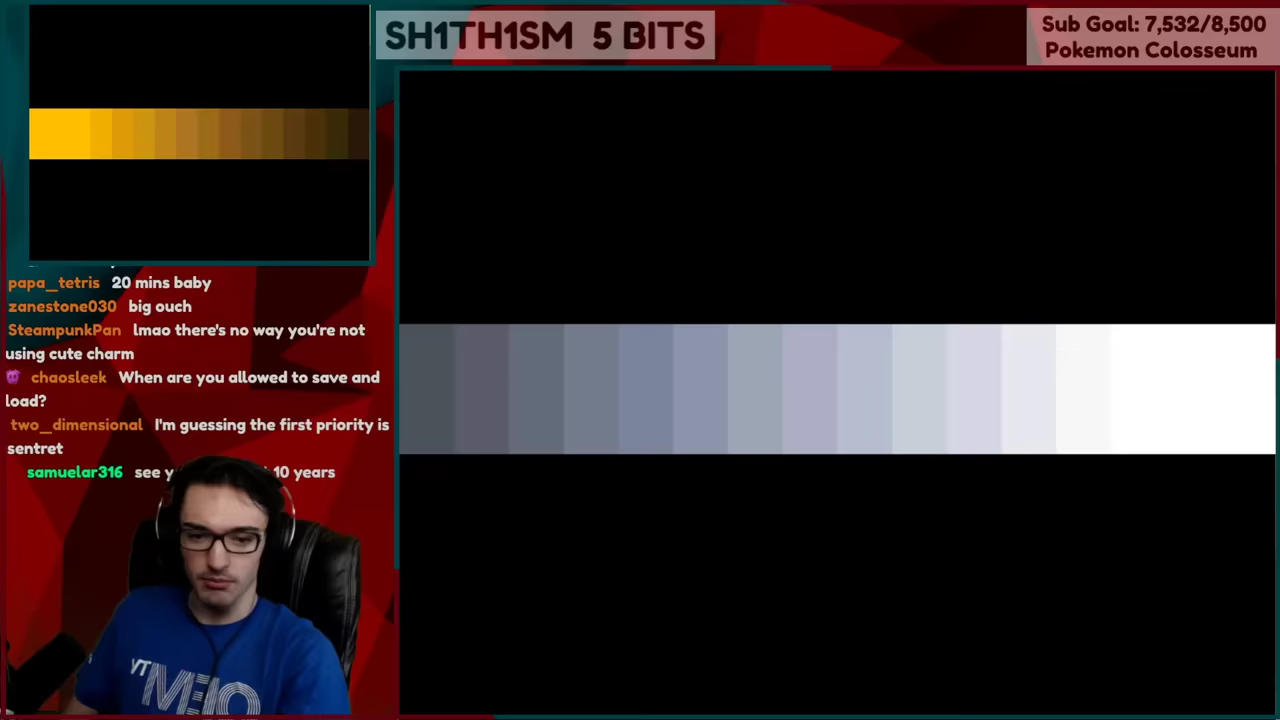 SH1TH1SM 5 BITS
Sub Goal: 7,532/8,500
Pokemon Colosseum
papa_tetris 20 mins baby
zanestone030 big ouch
SteampunkPan lmao there's no way you're not
using cute charm
chaosleek When are you allowed to save and
load?
two_dimensional I'm guessing the first priority is
sentret
samuelar316 see 10 years
YT